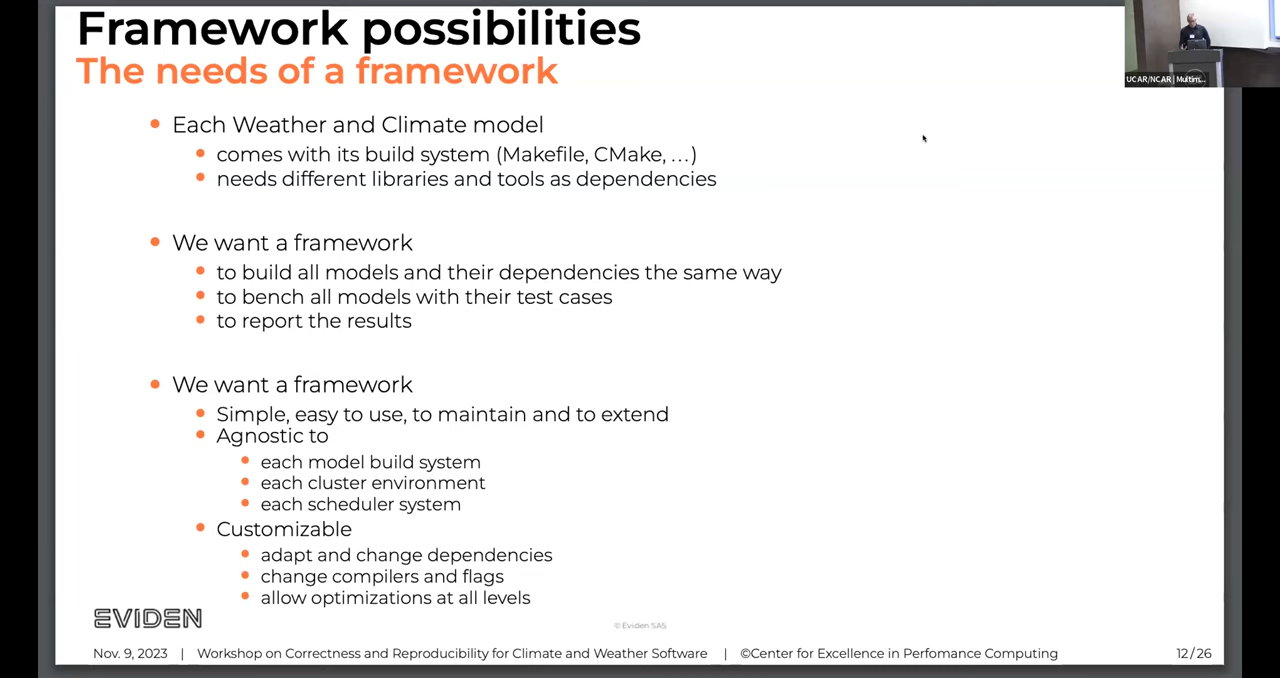 Framework possibilities
The needs of a framework
UCAR/NCAR | Multim...
Each Weather and Climate model
comes with its build system (Makefile, CMake, ...)
needs different libraries and tools as dependencies
We want a framework
to build all models and their dependencies the same way
to bench all models with their test cases
to report the results
We want a framework
Simple, easy to use, to maintain and to extend
Agnostic to
each model build system
each cluster environment
each scheduler system
Customizable
adapt and change dependencies
change compilers and flags
allow optimizations at all levels
EVIDEN
© Eviden SAS
Nov. 9, 2023 | Workshop on Correctness and Reproducibility for Climate and Weather Software | ©Center for Excellence in Perfomance Computing 12/26